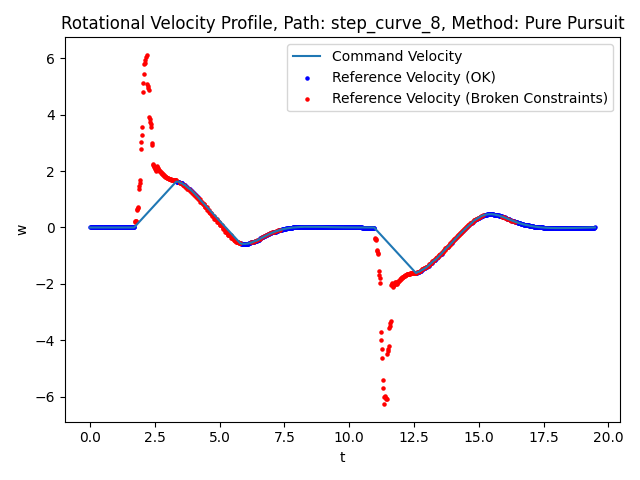 Rotational Velocity Profile, Path: step_curve_8, Method: Pure Pursuit
Command Velocity
Reference Velocity (OK)
Reference Velocity (Broken Constraints)
6
4
2
0
−2
−4
−6
w
0.0 2.5 5.0 7.5 10.0 12.5 15.0 17.5 20.0
t